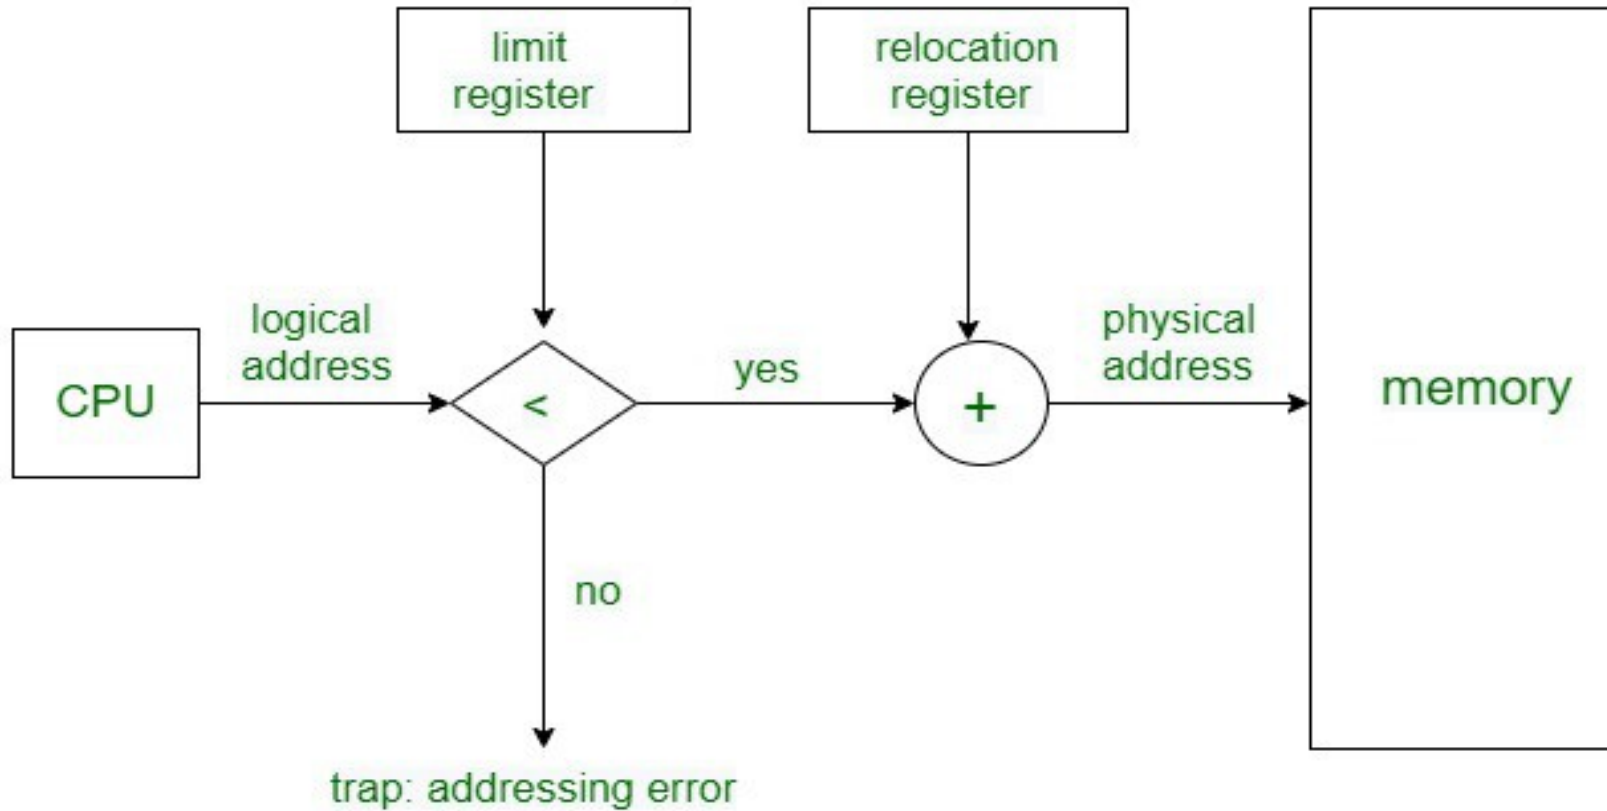 limit
register
relocation
register
logical
address
physical
address
CPU
<
yes
+
memory
no
trap: addressing error